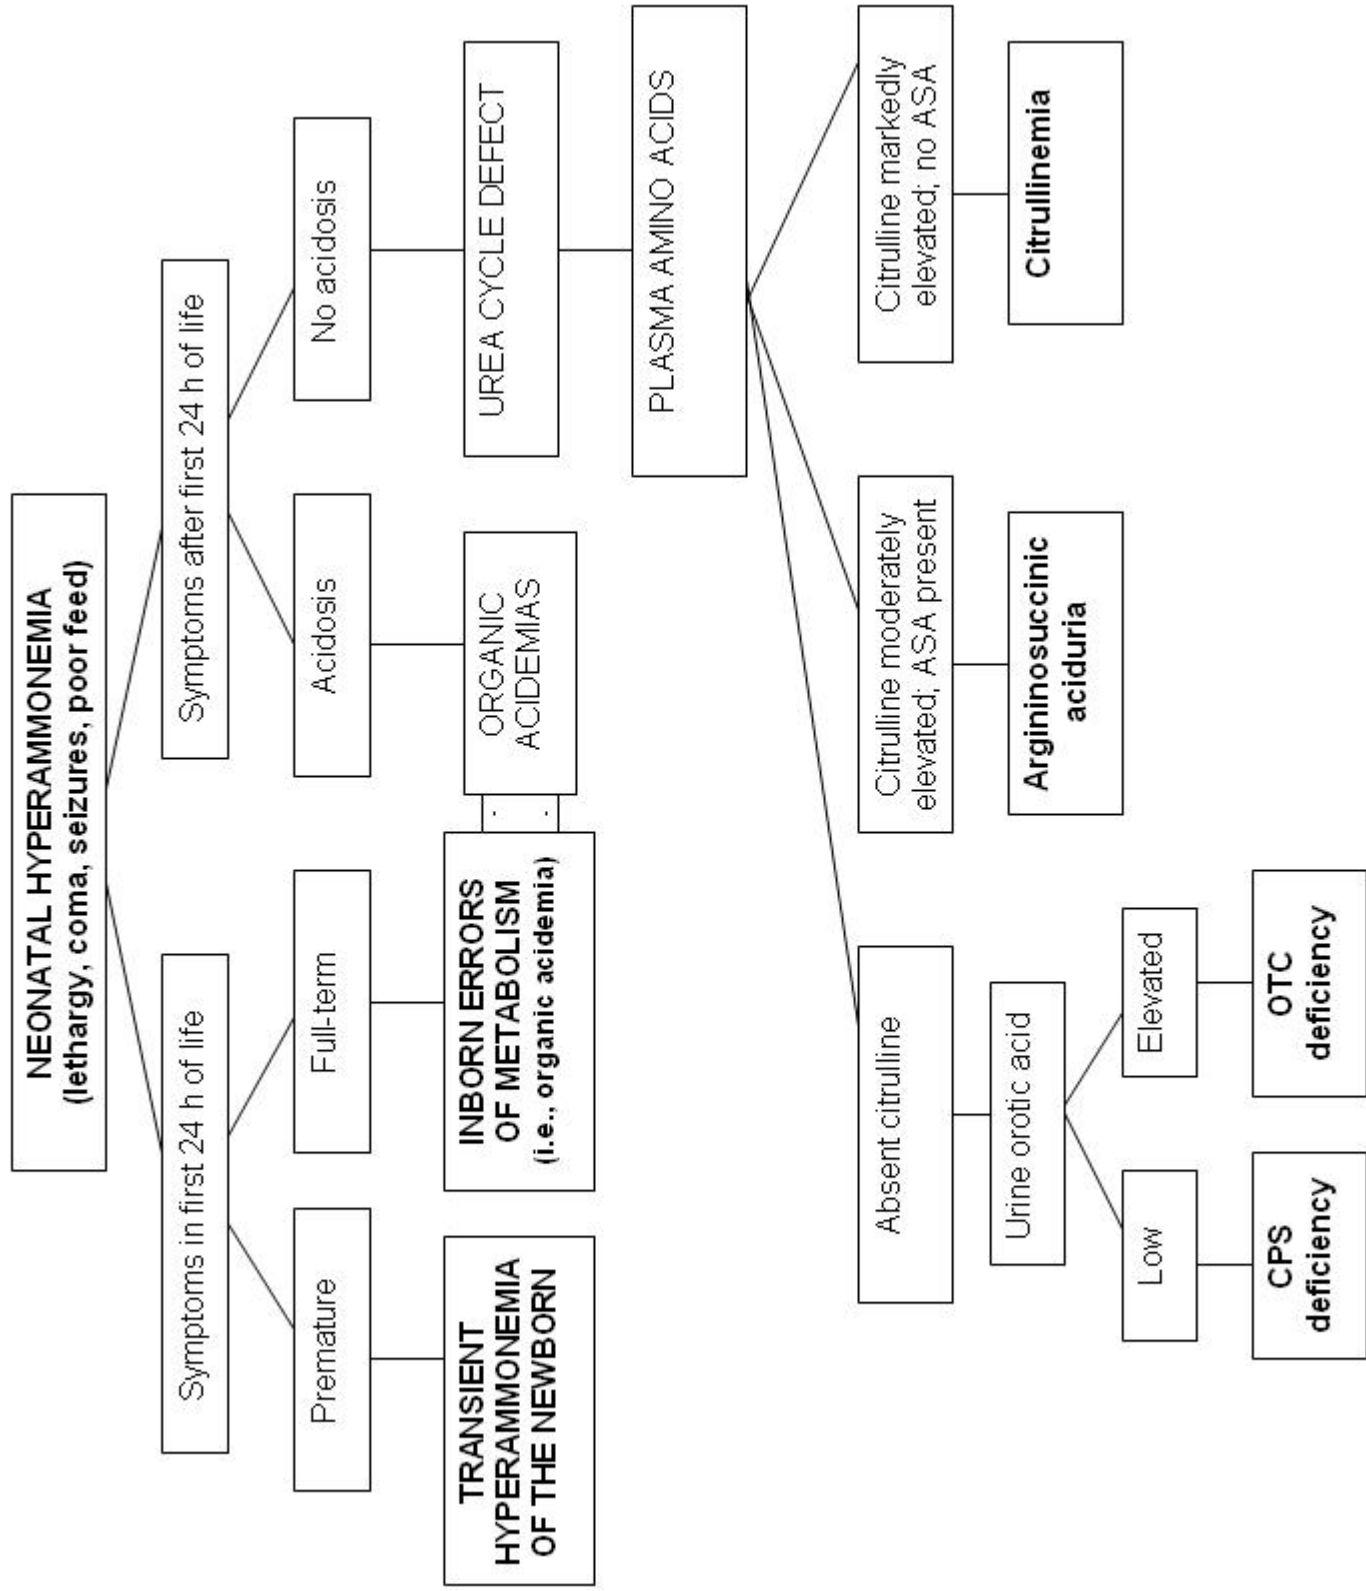 NEONATAL HYPERAMMONEMIA
(lethargy, coma, seizures, poor feed)
Symptoms in first 24 h of life
Symptoms after first 24 h of life
Premature
Full-term
Acidosis
No acidosis
TRANSIENT
HYPERAMMONEMIA
OF THE NEWBORN
INBORN ERRORS
OF METABOLISM
(i.e., organic acidemia)
ORGANIC
ACIDEMIAS
UREA CYCLE DEFECT
PLASMA AMINO ACIDS
Absent citrulline
Citrulline moderately
elevated; ASA present
Citrulline markedly
elevated; no ASA
Urine orotic acid
Argininosuccinic
aciduria
Citrullinemia
Low
Elevated
CPS
deficiency
OTC
deficiency